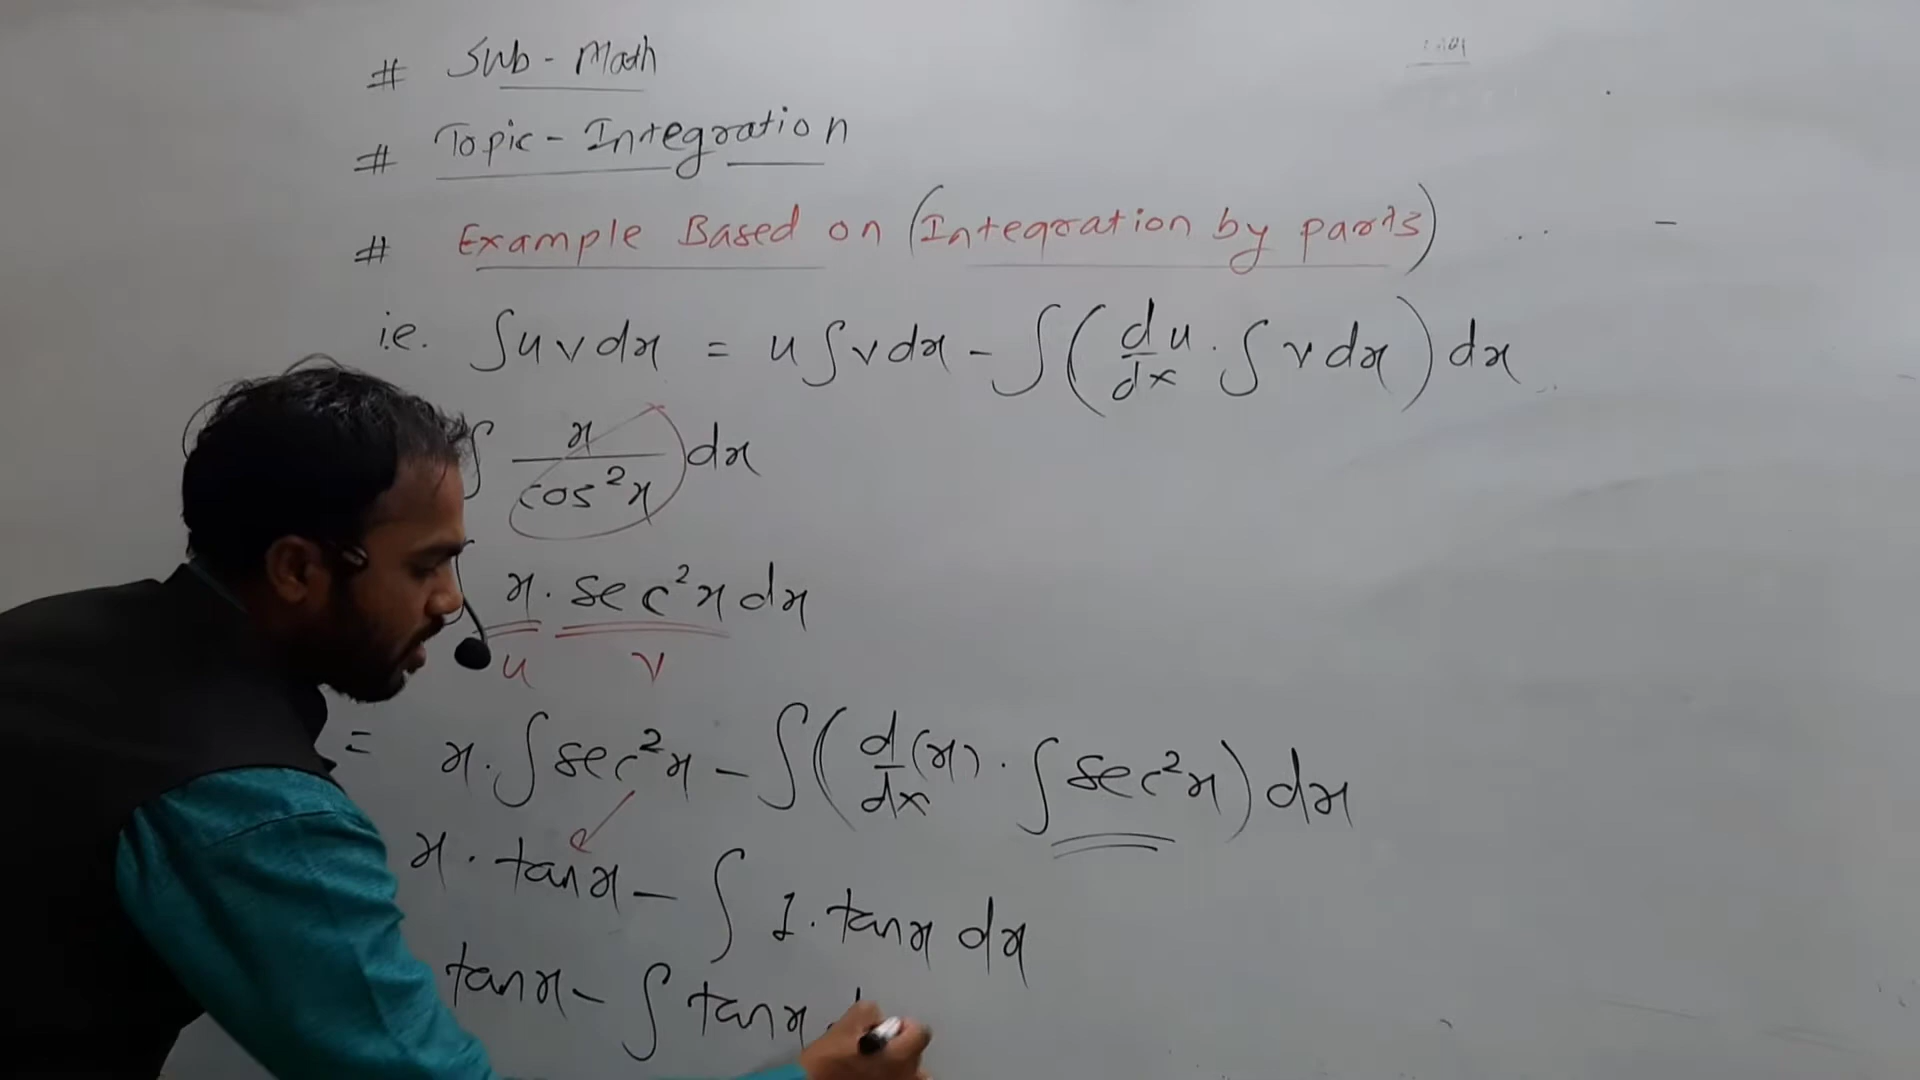 # Sub - Math
# Topic - Integration
# Example Based on (Integration by parts)
i.e. ∫ u v dx = u ∫ v dx - ∫ ( du/dx . ∫ v dx ) dx
∫ x/cos²x dx
x . sec²x dx
u v
= x . ∫ sec²x - ∫ ( d/dx (x) . ∫ sec²x ) dx
x . tanx - ∫ 1 . tanx dx
tanx - ∫ tanx